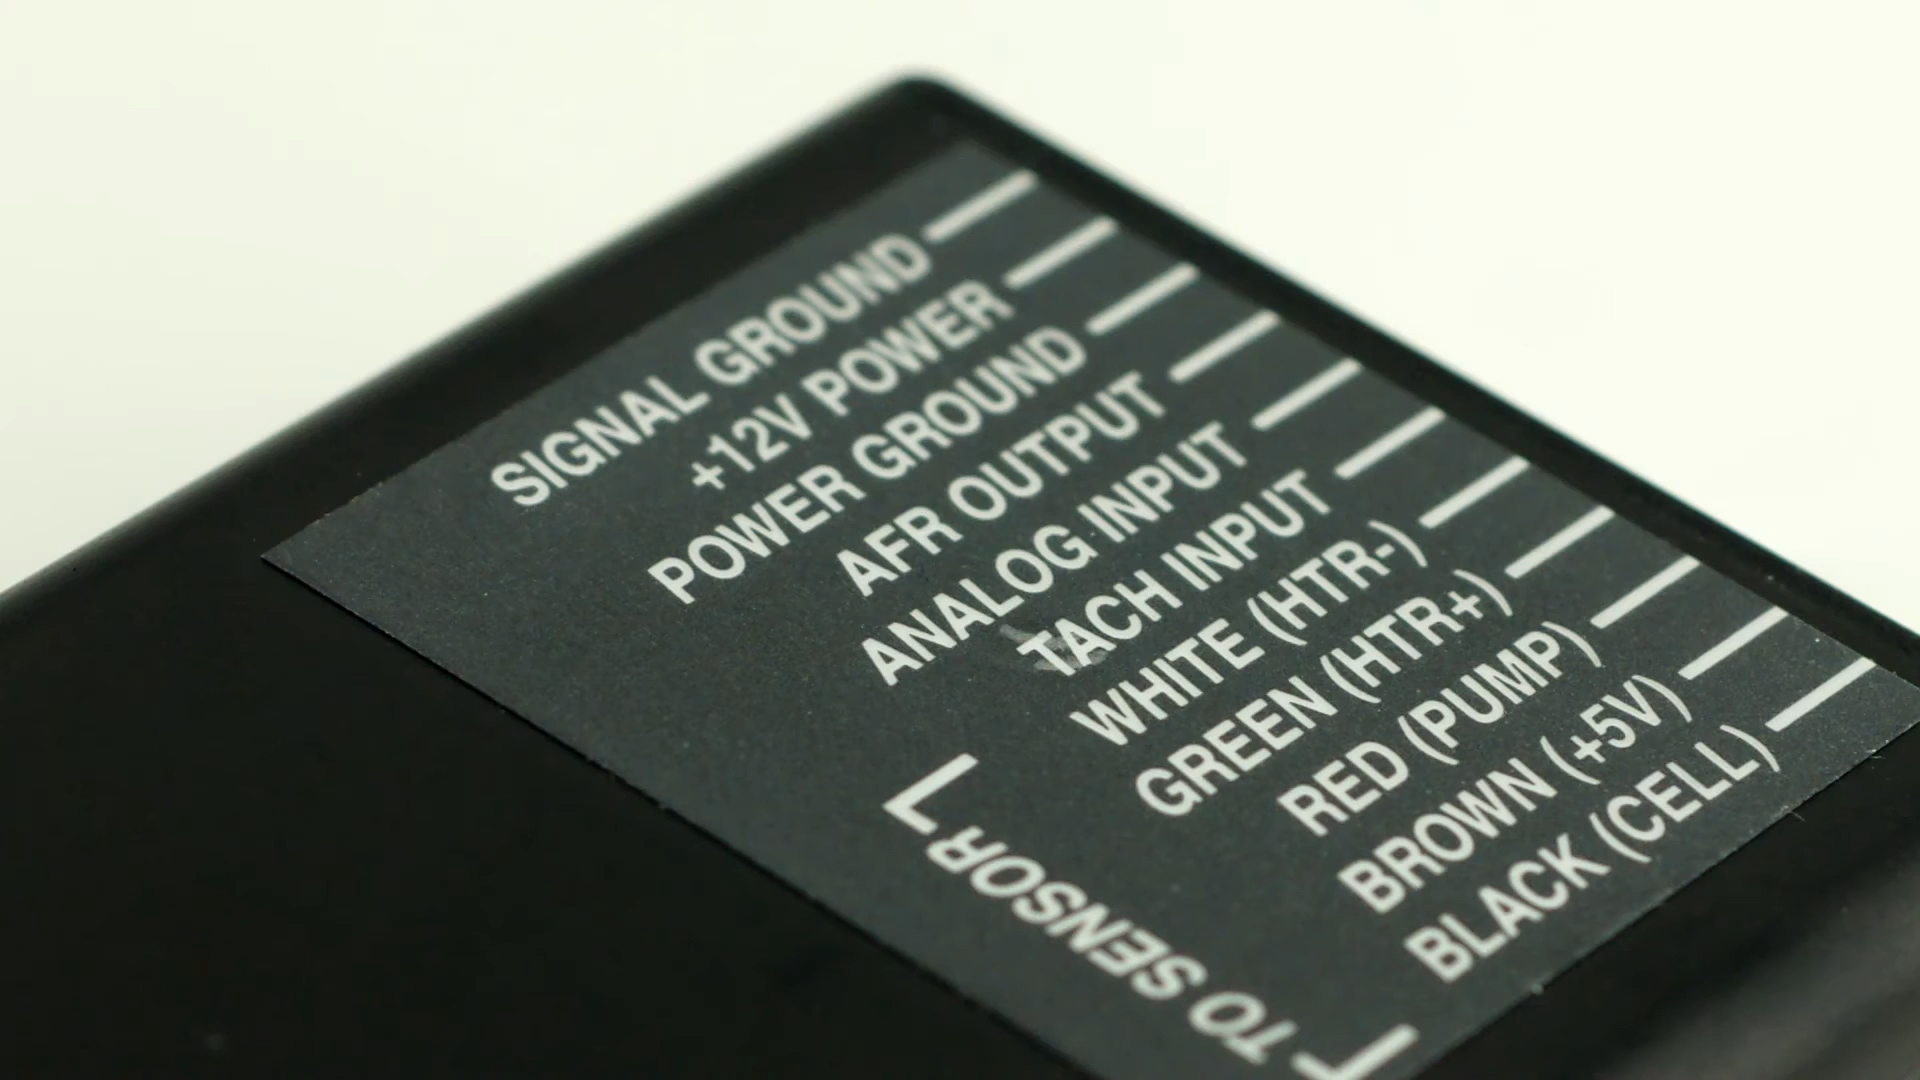 SIGNAL GROUND
+12V POWER
POWER GROUND
AFR OUTPUT
ANALOG INPUT
TACH INPUT
WHITE (HTR-)
GREEN (HTR+)
RED (PUMP)
BROWN (+5V)
BLACK (CELL)
TO SENSOR